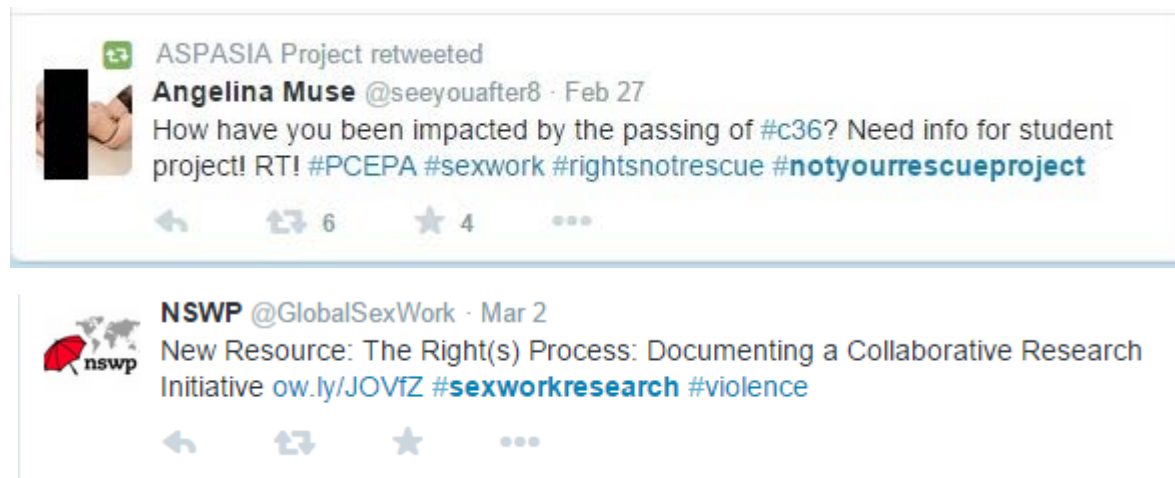 ASPASIA Project retweeted
Angelina Muse @seeyouafter8 · Feb 27
How have you been impacted by the passing of #c36? Need info for student
project! RT! #PCEPA #sexwork #rightsnotrescue #notyourrescueproject
6 4
NSWP @GlobalSexWork · Mar 2
nswp
New Resource: The Right(s) Process: Documenting a Collaborative Research
Initiative ow.ly/JOVfZ #sexworkresearch #violence